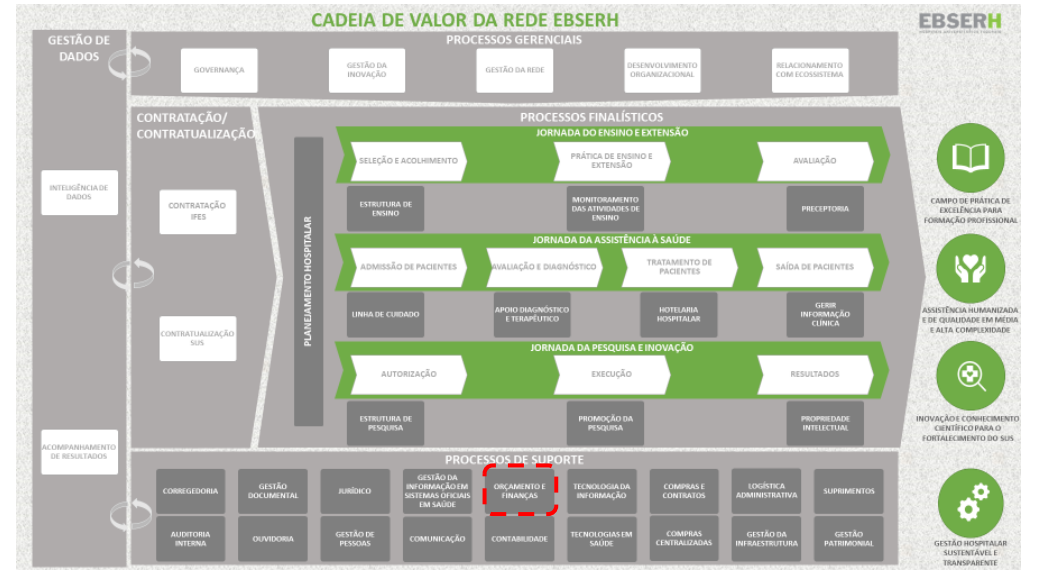 CADEIA DE VALOR DA REDE EBSERH
EBSERH
GESTÃO DE
DADOS
INTELIGÊNCIA DE
DADOS
ACOMPANHAMENTO
DE RESULTADOS
PROCESSOS GERENCIAIS
GOVERNANÇA
GESTÃO DA
INOVAÇÃO
GESTÃO DA REDE
DESENVOLVIMENTO
ORGANIZACIONAL
RELACIONAMENTO
COM ECOSSISTEMA
CONTRATAÇÃO/
CONTRATUALIZAÇÃO
CONTRATAÇÃO
IFES
CONTRATUALIZAÇÃO
SUS
PROCESSOS FINALÍSTICOS
PLANEJAMENTO HOSPITALAR
JORNADA DO ENSINO E EXTENSÃO
SELEÇÃO E ACOLHIMENTO
PRÁTICA DE ENSINO E
EXTENSÃO
AVALIAÇÃO
ESTRUTURA DE
ENSINO
MONITORAMENTO
DAS ATIVIDADES DE
ENSINO
PRECEPTORIA
JORNADA DA ASSISTÊNCIA À SAÚDE
ADMISSÃO DE PACIENTES
AVALIAÇÃO E DIAGNÓSTICO
TRATAMENTO DE
PACIENTES
SAÍDA DE PACIENTES
LINHA DE CUIDADO
APOIO DIAGNÓSTICO
E TERAPÊUTICO
HOTELARIA
HOSPITALAR
GERIR
INFORMAÇÃO
CLÍNICA
JORNADA DA PESQUISA E INOVAÇÃO
AUTORIZAÇÃO
EXECUÇÃO
RESULTADOS
ESTRUTURA DE
PESQUISA
PROMOÇÃO DA
PESQUISA
PROPRIEDADE
INTELECTUAL
CAMPO DE PRÁTICA DE
EXCELÊNCIA PARA
FORMAÇÃO PROFISSIONAL
ASSISTÊNCIA HUMANIZADA
E DE QUALIDADE EM MÉDIA
E ALTA COMPLEXIDADE
INOVAÇÃO E CONHECIMENTO
CIENTÍFICO PARA O
FORTALECIMENTO DO SUS
GESTÃO HOSPITALAR
SUSTENTÁVEL E
TRANSPARENTE
PROCESSOS DE SUPORTE
CORREGEDORIA
GESTÃO
DOCUMENTAL
JURÍDICO
GESTÃO DA
INFORMAÇÃO EM
SISTEMAS OFICIAIS
EM SAÚDE
ORÇAMENTO E
FINANÇAS
TECNOLOGIA DA
INFORMAÇÃO
COMPRAS E
CONTRATOS
LOGÍSTICA
ADMINISTRATIVA
SUPRIMENTOS
AUDITORIA
INTERNA
OUVIDORIA
GESTÃO DE
PESSOAS
COMUNICAÇÃO
CONTABILIDADE
TECNOLOGIAS EM
SAÚDE
COMPRAS
CENTRALIZADAS
GESTÃO DA
INFRAESTRUTURA
GESTÃO
PATRIMONIAL